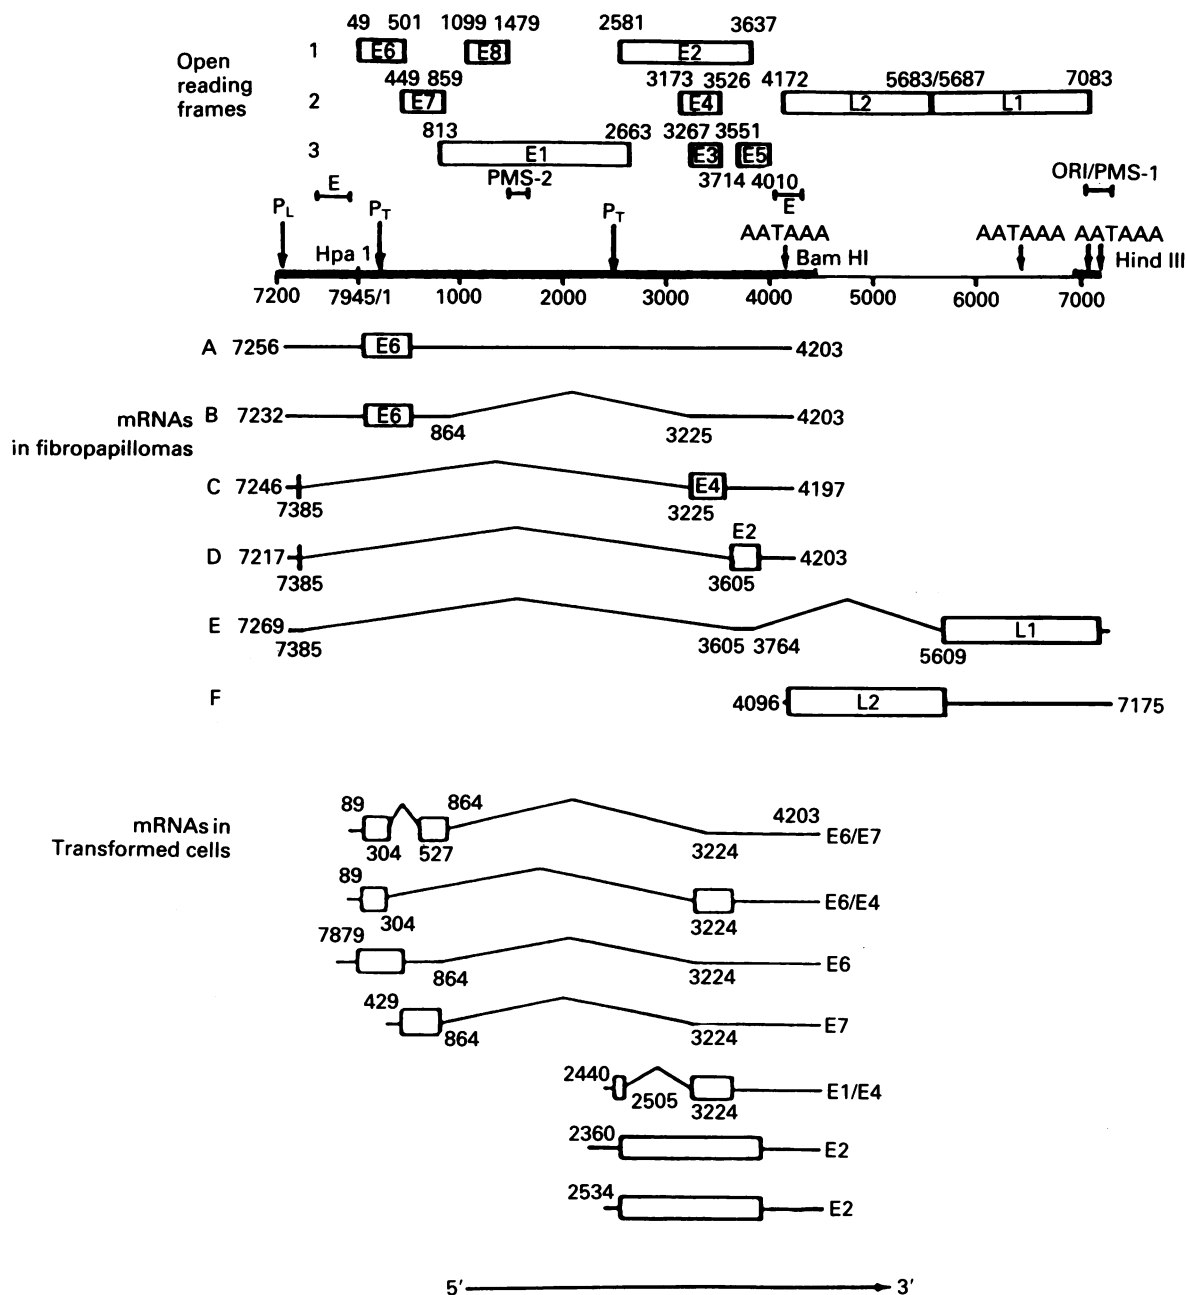 49 501 1099 1479 2581 3637
Open reading frames
1 E6 E8 E2
449 859 3173 3526 4172 5683/5687 7083
2 E7 E4 L2 L1
813 2663 3267 3551
3 E1 E3 E5
3714 4010
E PMS-2 E ORI/PMS-1
PL PT PT AATAAA AATAAA AATAAA
Hpa 1 Bam HI Hind III
7200 7945/1 1000 2000 3000 4000 5000 6000 7000
mRNAs
in fibropapillomas
A 7256 E6 4203
B 7232 E6 4203
864 3225
C 7246 E4 4197
7385 3225
E2
D 7217 4203
7385 3605
E 7269 L1
7385 3605 3764 5609
F 4096 L2 7175
mRNAs in
Transformed cells
89 864 4203
E6/E7
304 527 3224
89
E6/E4
304 3224
7879
E6
864 3224
429
E7
864 3224
2440
E1/E4
2505 3224
2360
E2
2534
E2
5′ 3′